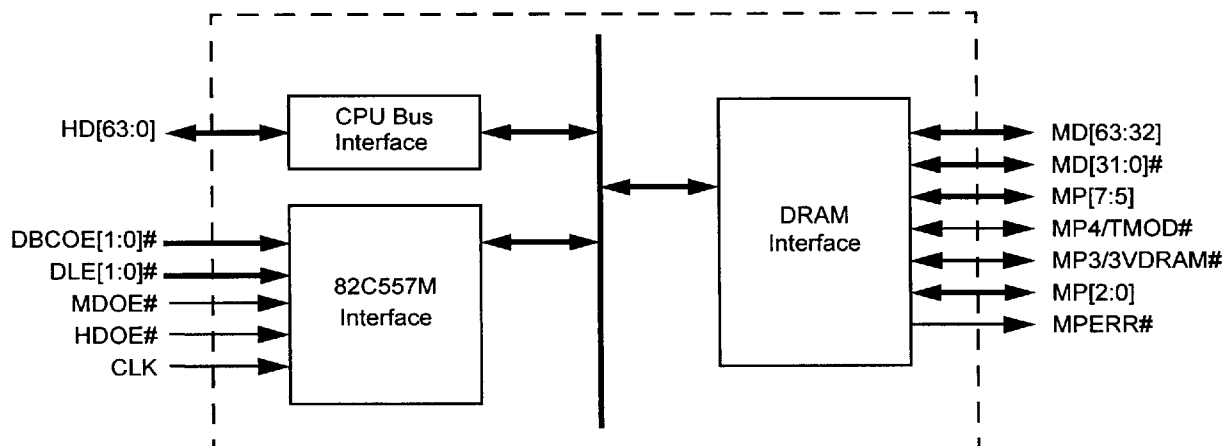 HD[63:0]
CPU Bus
Interface
DBCOE[1:0]#
DLE[1:0]#
MDOE#
HDOE#
CLK
82C557M
Interface
DRAM
Interface
MD[63:32]
MD[31:0]#
MP[7:5]
MP4/TMOD#
MP3/3VDRAM#
MP[2:0]
MPERR#